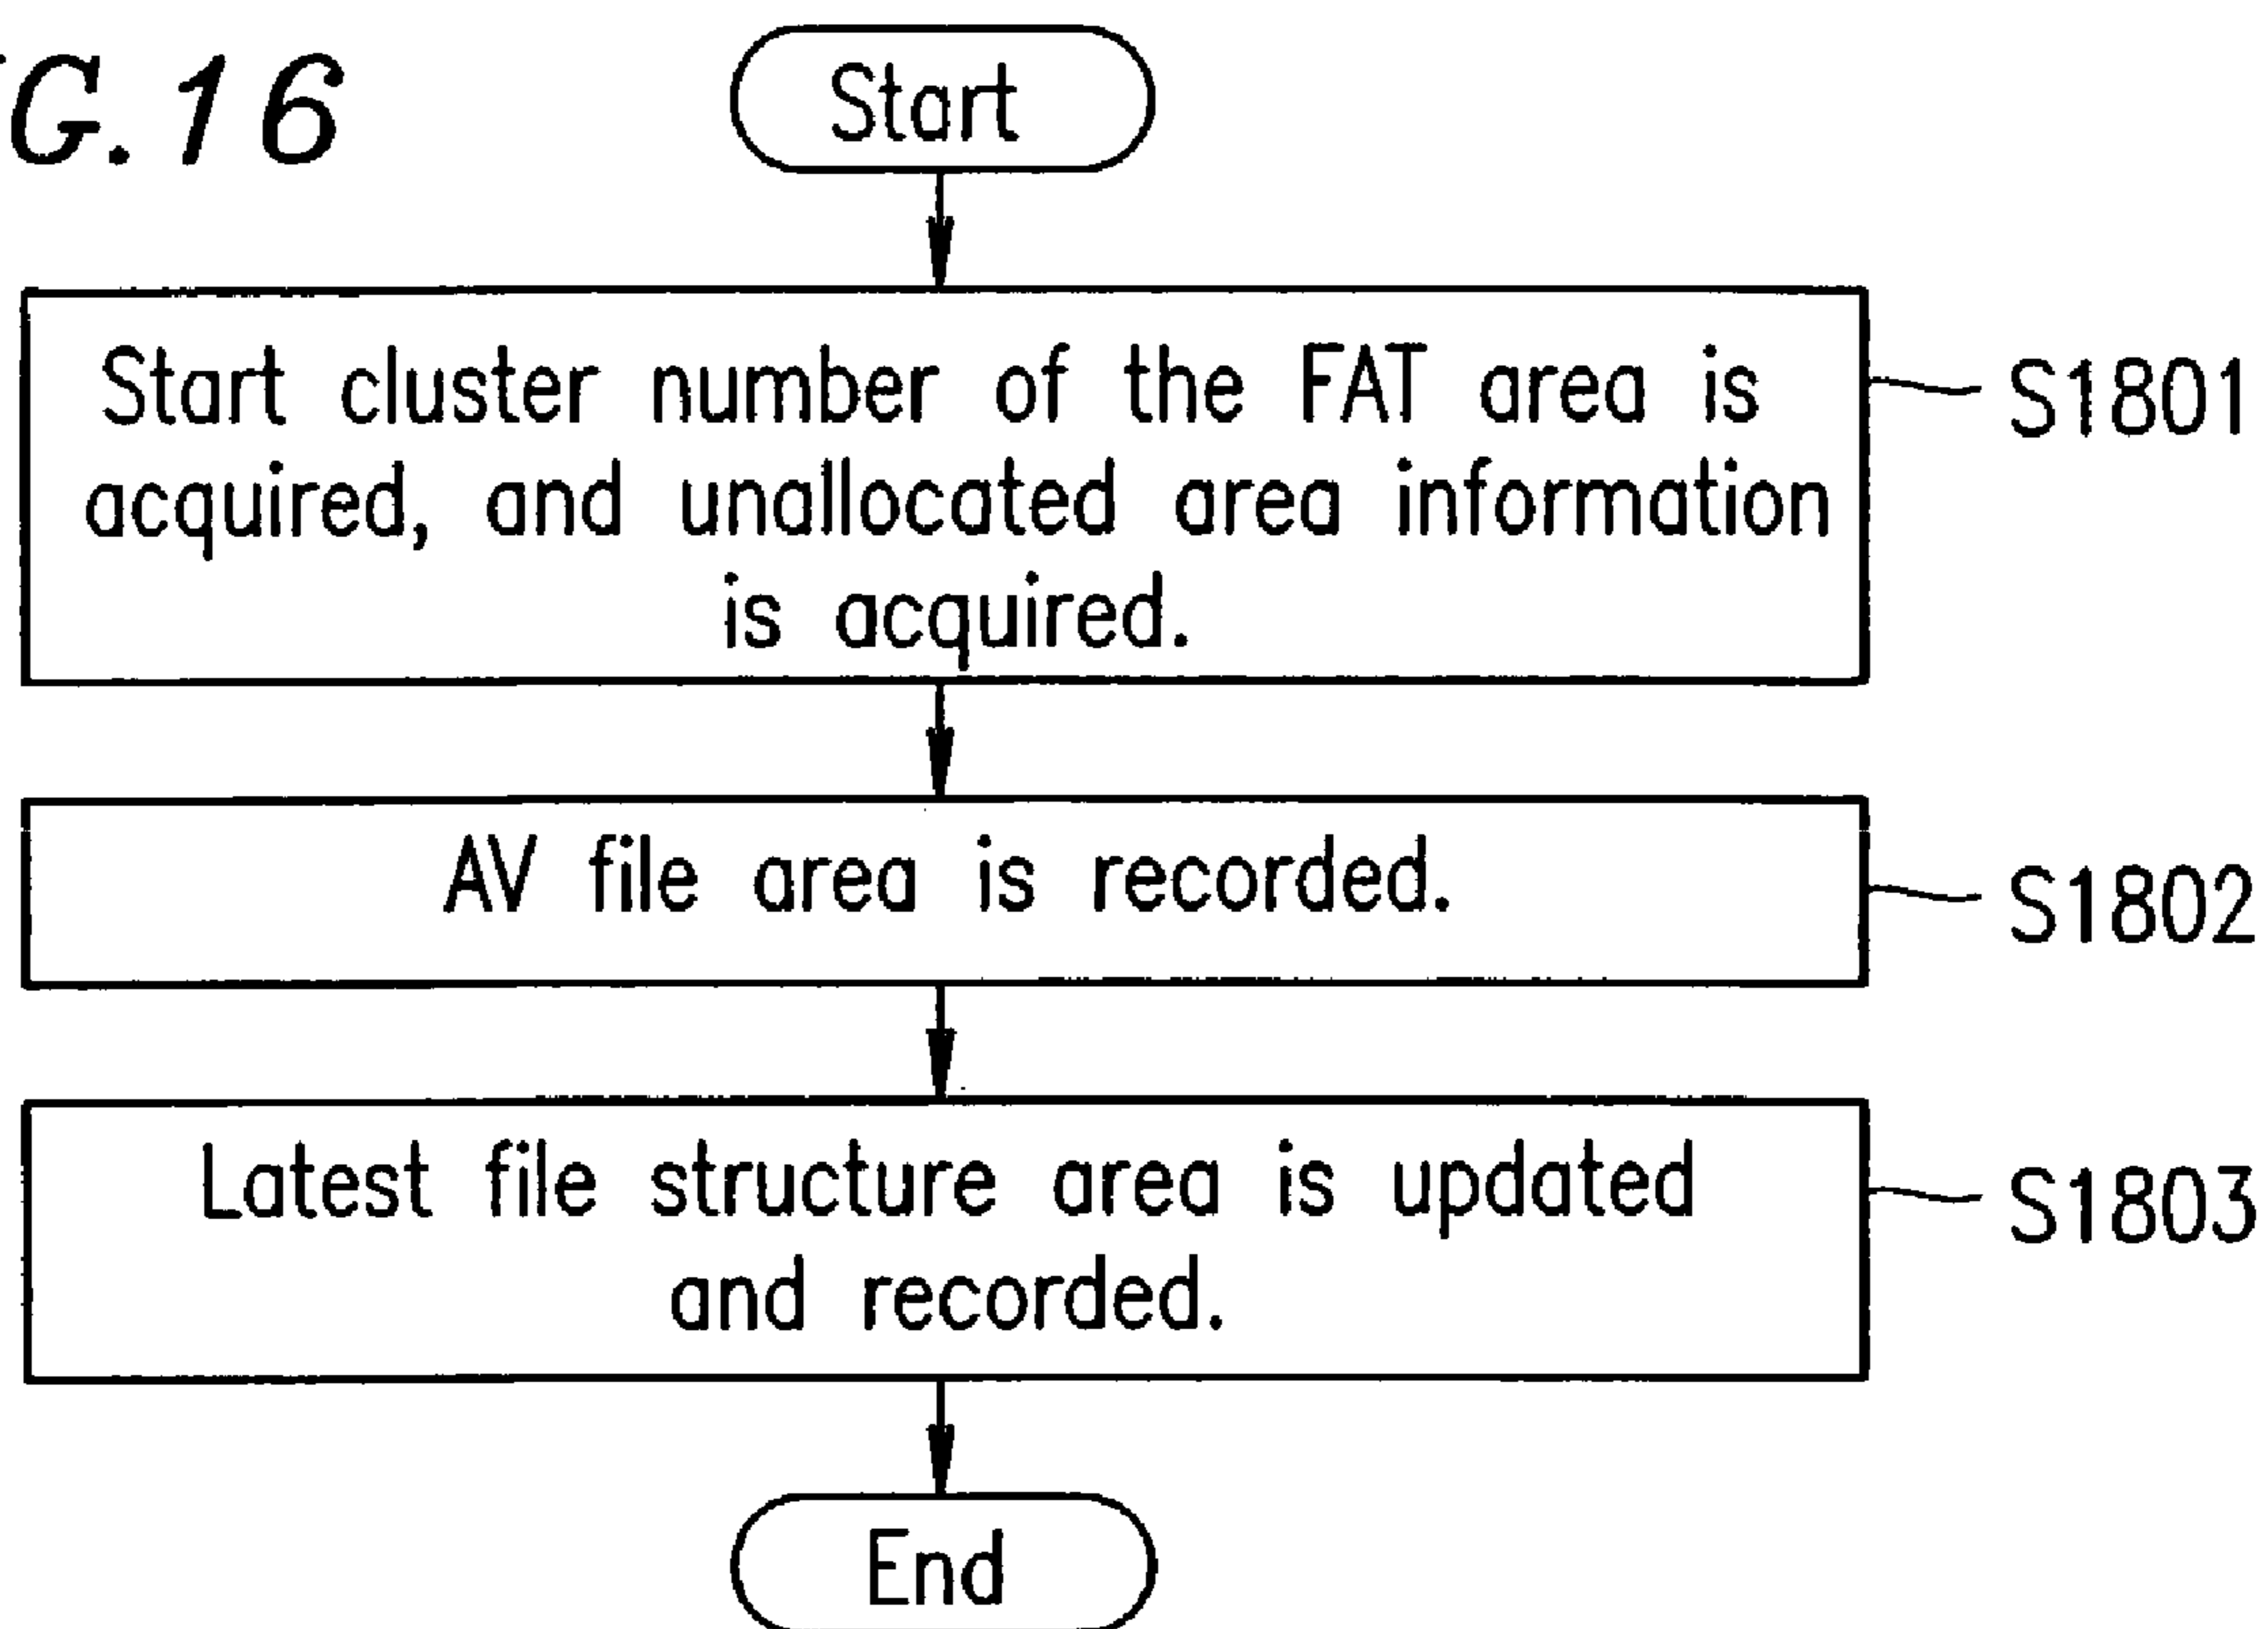 G. 16
Start
Start cluster number of the FAT area is
acquired, and unallocated area information
is acquired.
S1801
AV file area is recorded.
S1802
Latest file structure area is updated
and recorded.
S1803
End